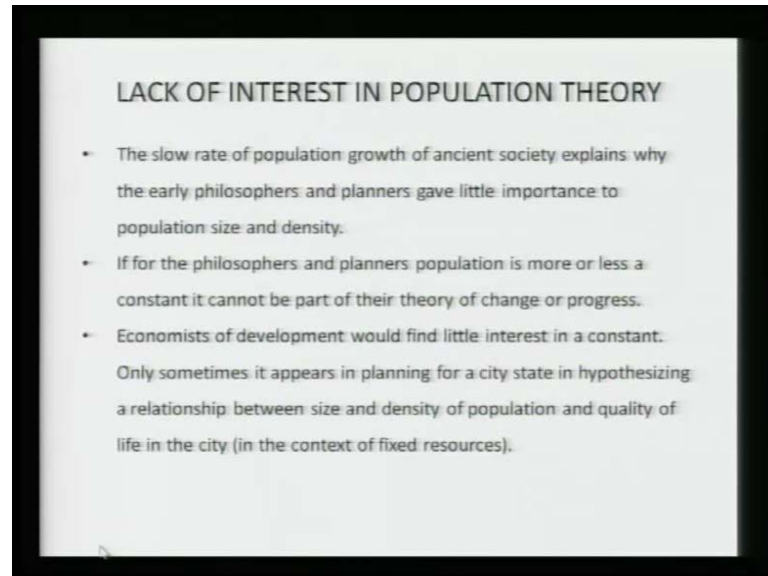 LACK OF INTEREST IN POPULATION THEORY
• The slow rate of population growth of ancient society explains why
the early philosophers and planners gave little importance to
population size and density.
• If for the philosophers and planners population is more or less a
constant it cannot be part of their theory of change or progress.
• Economists of development would find little interest in a constant.
Only sometimes it appears in planning for a city state in hypothesizing
a relationship between size and density of population and quality of
life in the city (in the context of fixed resources).